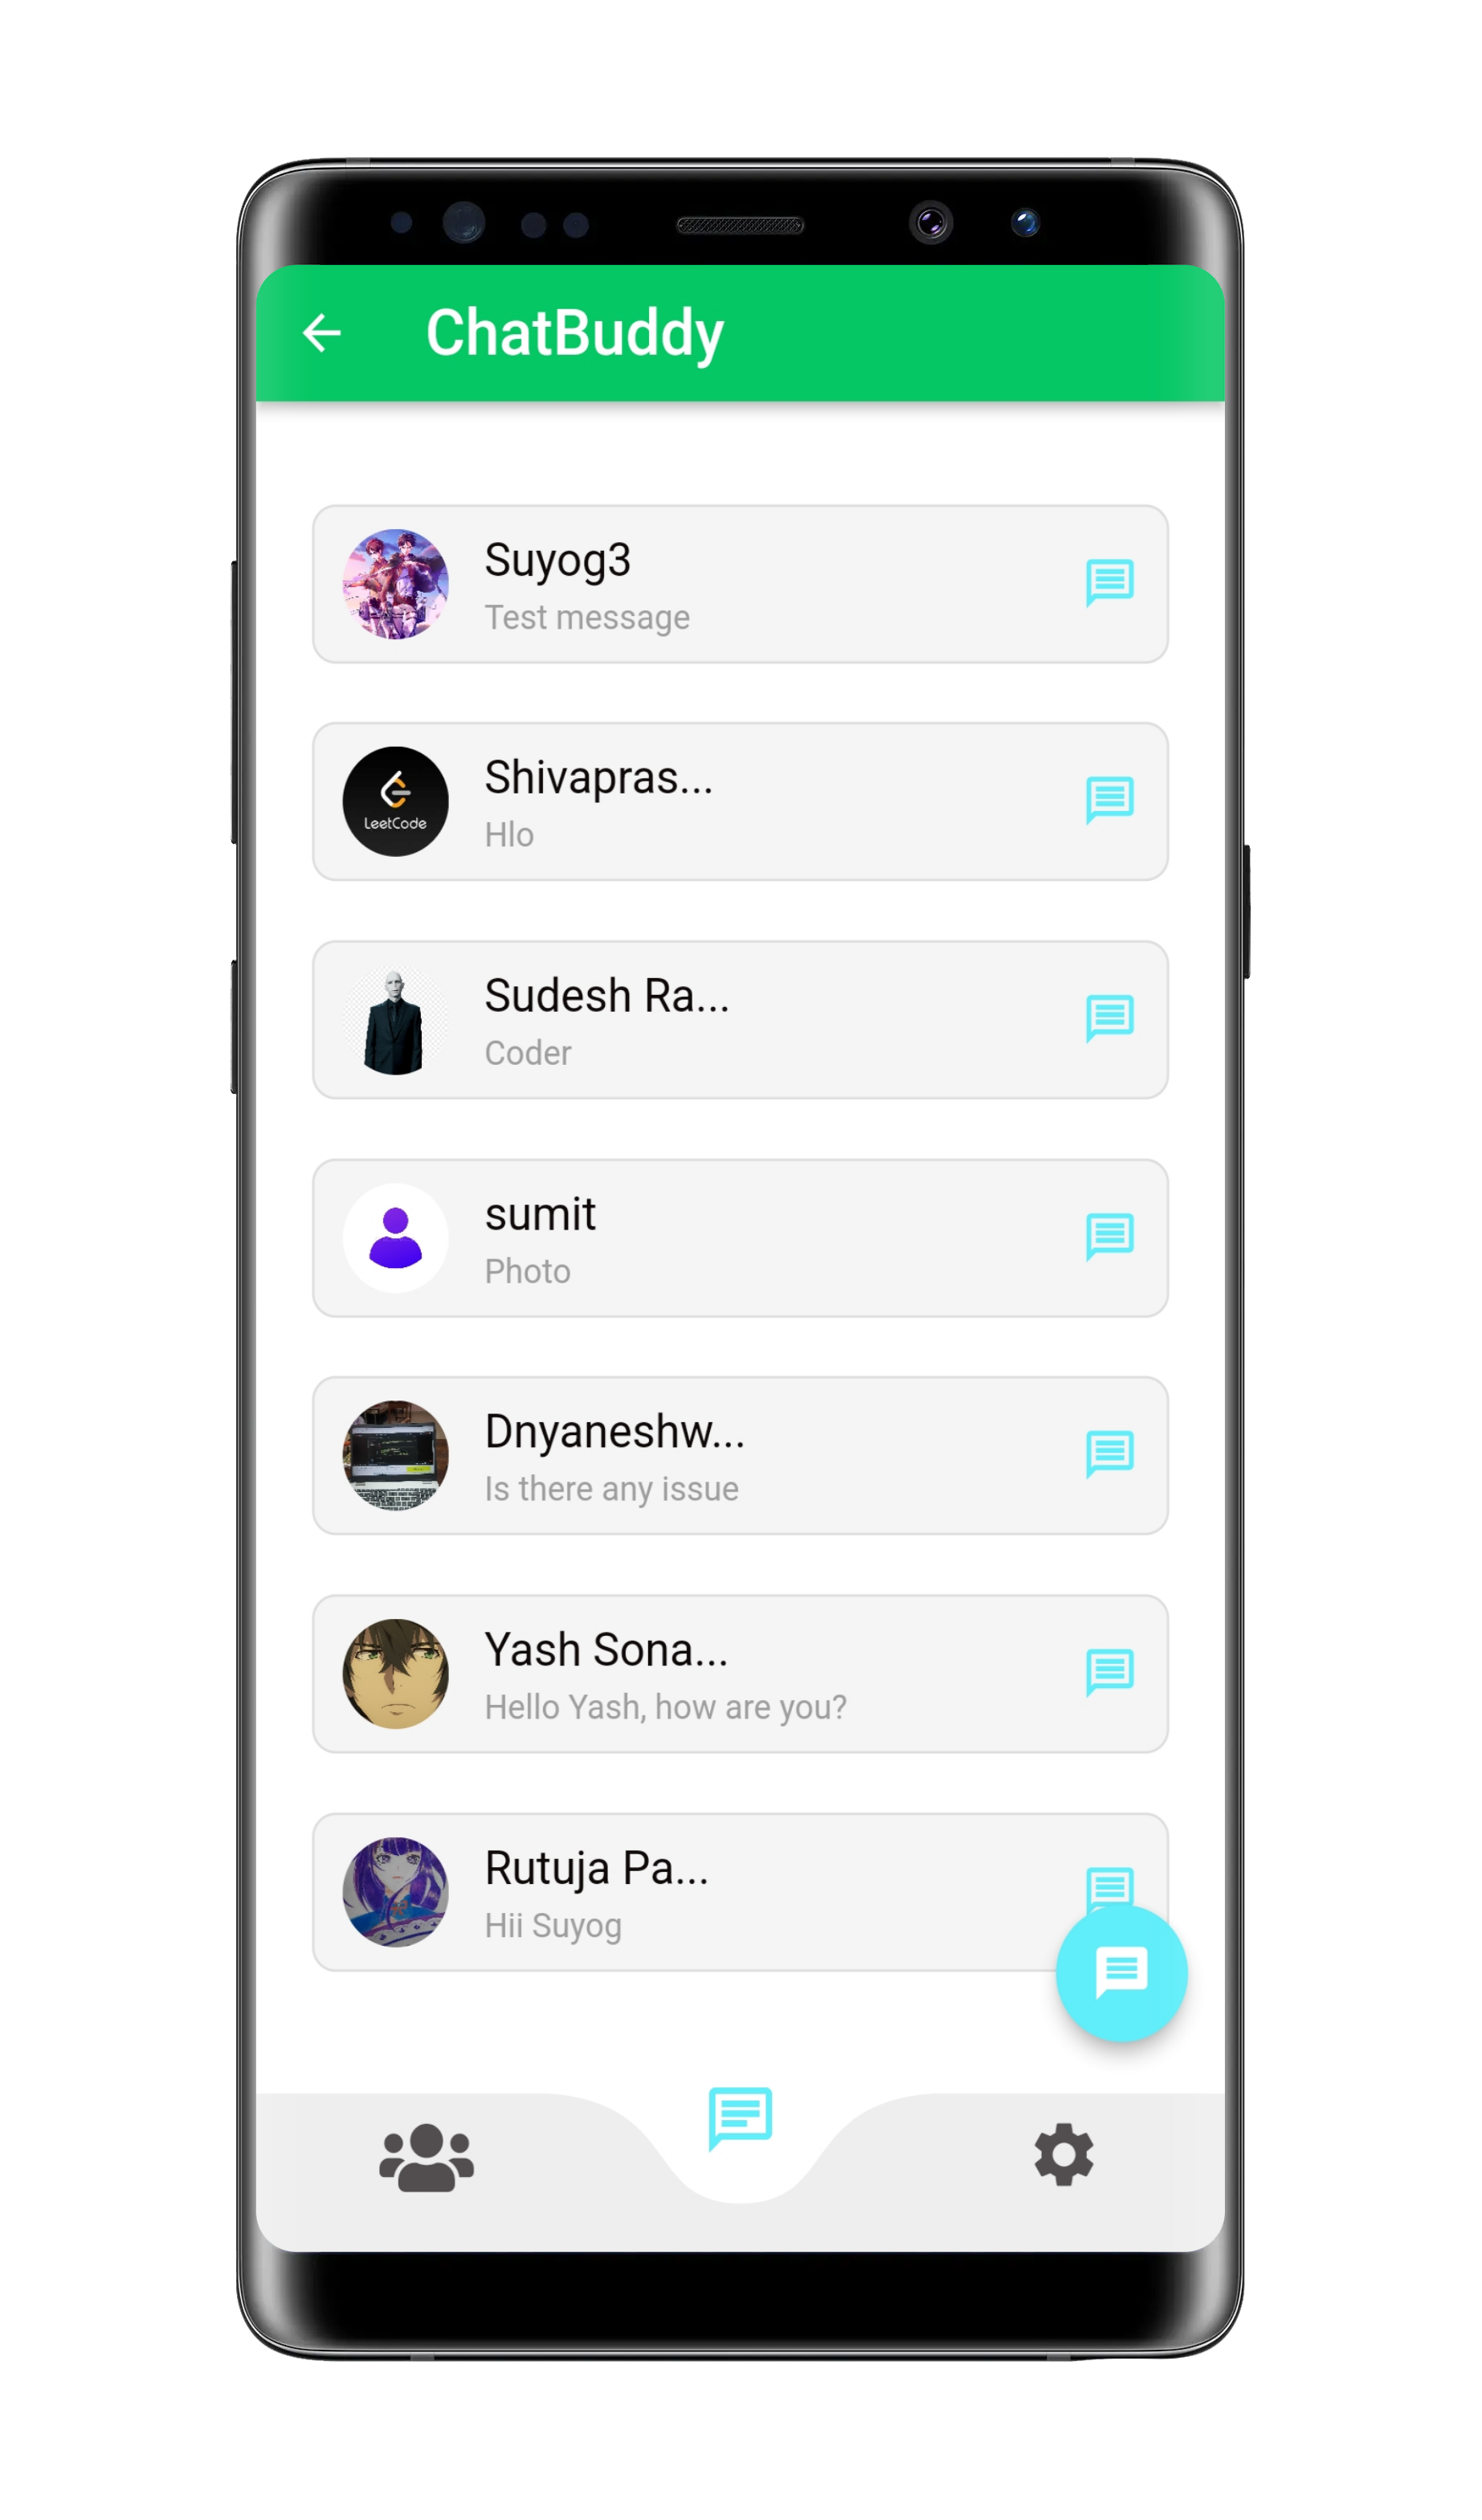 ChatBuddy
Suyog3
Test message
LeetCode
Shivapras...
Hlo
Sudesh Ra...
Coder
sumit
Photo
Dnyaneshw...
Is there any issue
Yash Sona...
Hello Yash, how are you?
Rutuja Pa...
Hii Suyog